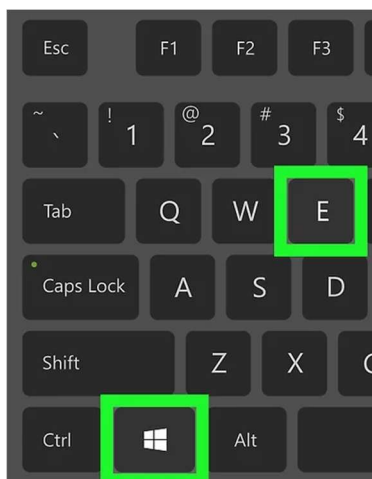 Esc F1 F2 F3
~ ! @ # $
` 1 2 3 4
Tab Q W E
Caps Lock A S D
Shift Z X
Ctrl Alt